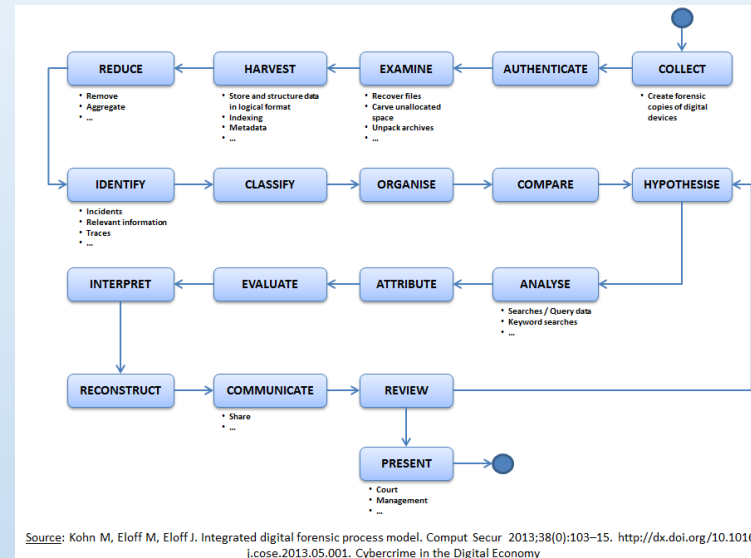 REDUCE
HARVEST
EXAMINE
AUTHENTICATE
COLLECT
• Remove
• Aggregate
• ...
• Store and structure data
in logical format
• Indexing
• Metadata
• ...
• Recover files
• Carve unallocated
space
• Unpack archives
• ...
• Create forensic
copies of digital
devices
IDENTIFY
CLASSIFY
ORGANISE
COMPARE
HYPOTHESISE
• Incidents
• Relevant information
• Traces
• ...
INTERPRET
EVALUATE
ATTRIBUTE
ANALYSE
• Searches / Query data
• Keyword searches
• ...
RECONSTRUCT
COMMUNICATE
REVIEW
• Share
• ...
PRESENT
• Court
• Management
• ...
Source: Kohn M, Eloff M, Eloff J. Integrated digital forensic process model. Comput Secur 2013;38(0):103–15. http://dx.doi.org/10.1016
j.cose.2013.05.001. Cybercrime in the Digital Economy